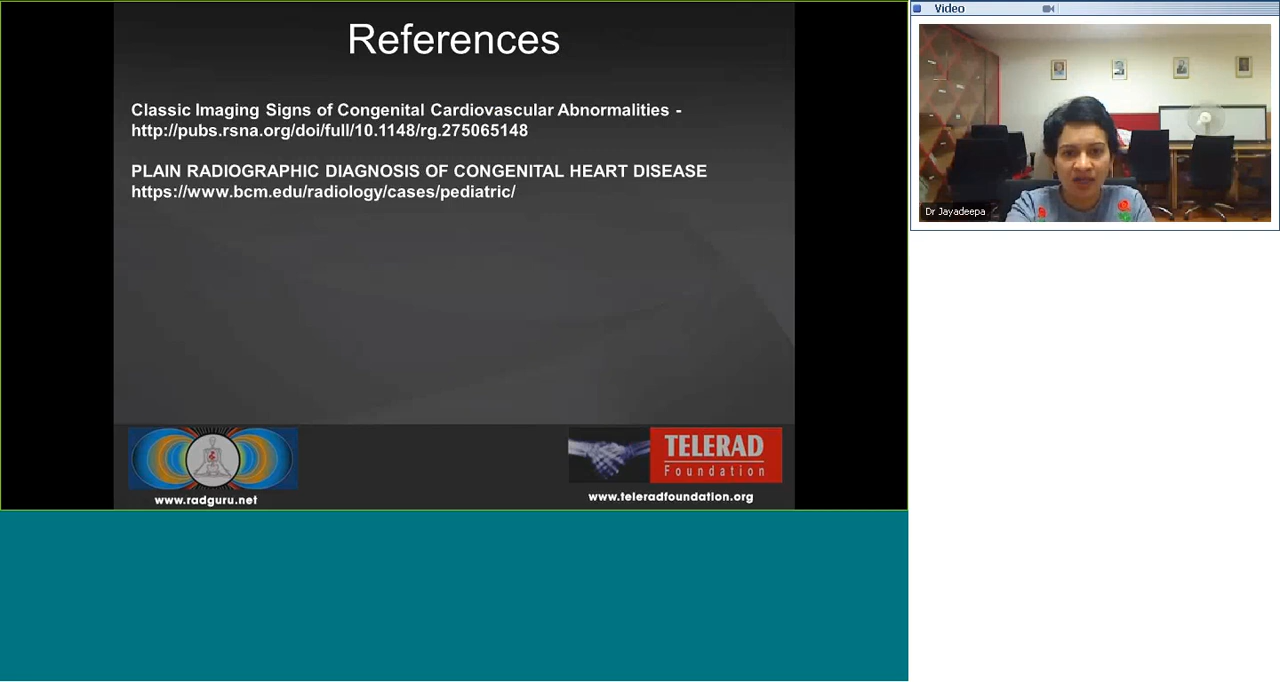 References
Classic Imaging Signs of Congenital Cardiovascular Abnormalities -
http://pubs.rsna.org/doi/full/10.1148/rg.275065148
PLAIN RADIOGRAPHIC DIAGNOSIS OF CONGENITAL HEART DISEASE
https://www.bcm.edu/radiology/cases/pediatric/
www.radguru.net
TELERAD
Foundation
www.teleradfoundation.org
Video
Dr Jayadeepa